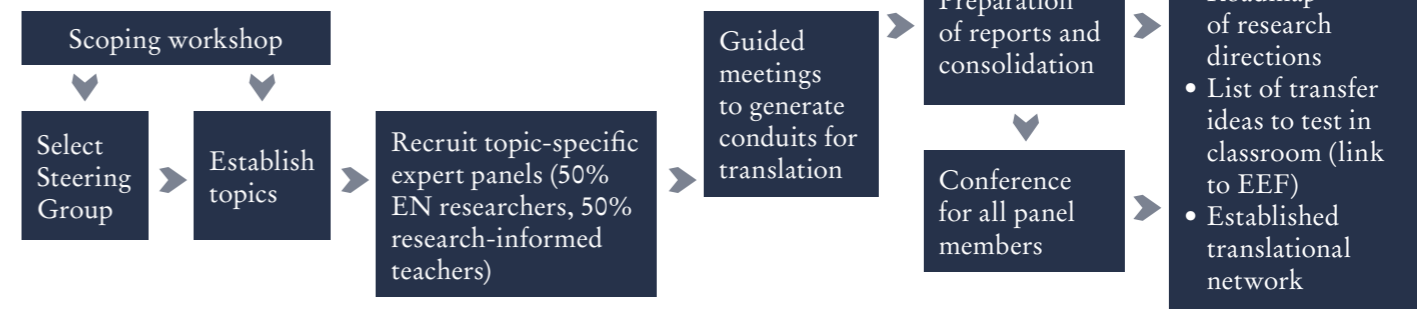 Scoping workshop
Select
Steering
Group
Establish
topics
Recruit topic-specific
expert panels (50%
EN researchers, 50%
research-informed
teachers)
Guided
meetings
to generate
conduits for
translation
Preparation
of reports and
consolidation
Conference
for all panel
members
• Roadmap
of research
directions
• List of transfer
ideas to test in
classroom (link
to EEF)
• Established
translational
network